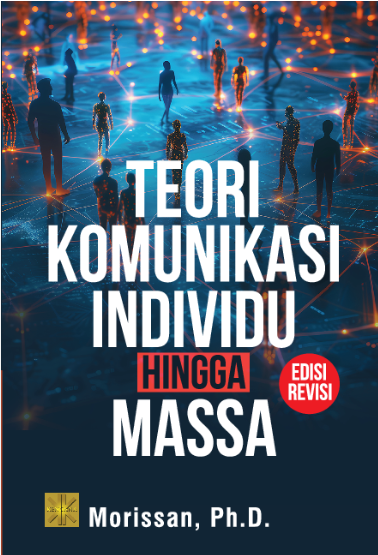 TEORI
KOMUNIKASI
INDIVIDU
HINGGA
MASSA
EDISI
REVISI
Morissan, Ph.D.